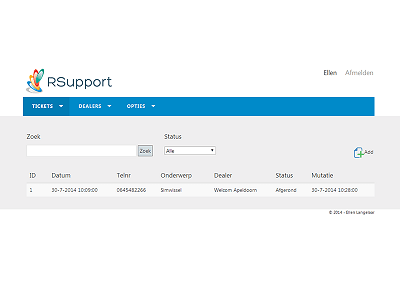 RSupport
Ellen Afmelden
TICKETS DEALERS OPTIES
Zoek Status
Zoek Alle Add
ID Datum Telnr Onderwerp Dealer Status Mutatie
1 30-7-2014 10:09:00 0645482266 Simwissel Welcom Apeldoorn Afgerond 30-7-2014 10:28:00
© 2014 - Ellen Langelaar